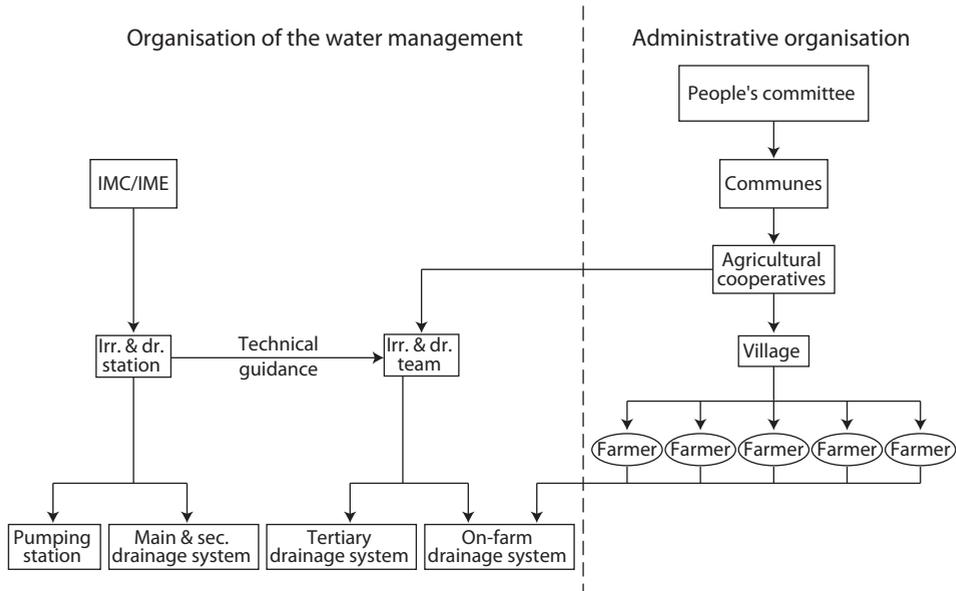 Organisation of the water management
Administrative organisation
People's committee
IMC/IME
Communes
Agricultural
cooperatives
Irr. & dr.
station
Technical
guidance
Irr. & dr.
team
Village
Farmer
Farmer
Farmer
Farmer
Farmer
Pumping
station
Main & sec.
drainage system
Tertiary
drainage system
On-farm
drainage system